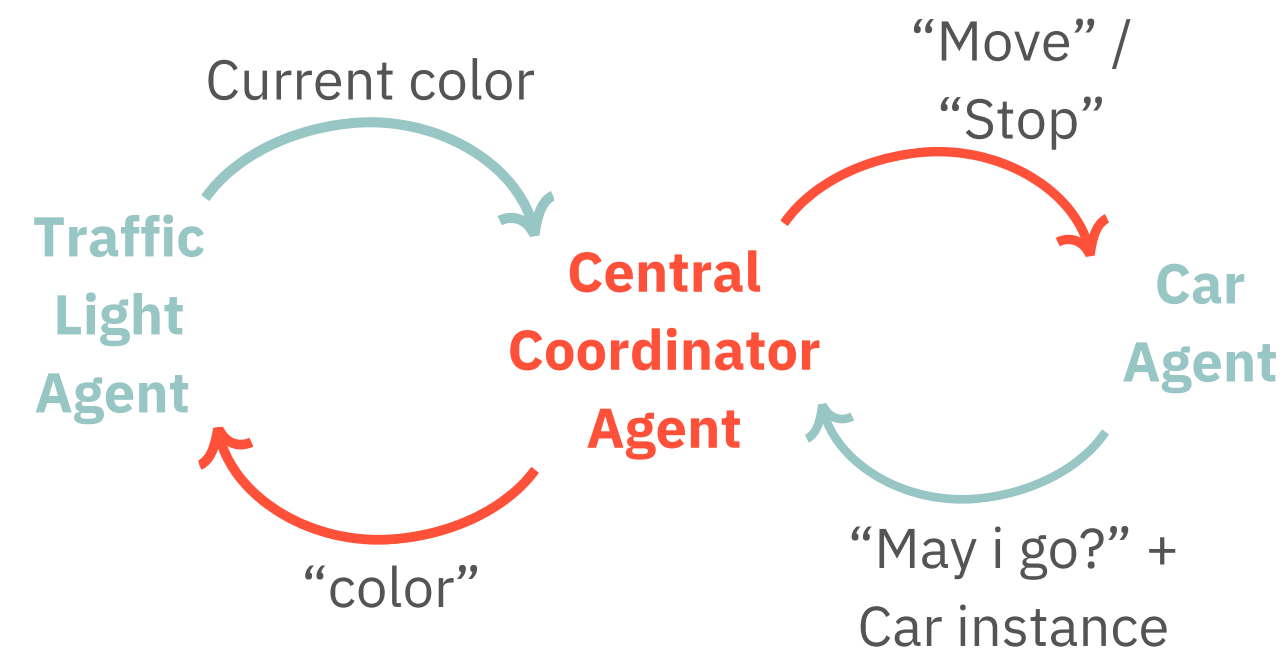 Current color
“Move” /
“Stop”
Traffic
Light
Agent
Central
Coordinator
Agent
Car
Agent
“color”
“May i go?” +
Car instance